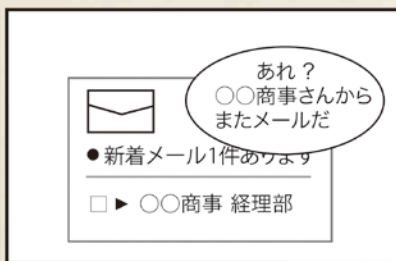 あれ？
○○商事さんから
またメールだ
●新着メール1件あります
□▶ ○○商事 経理部